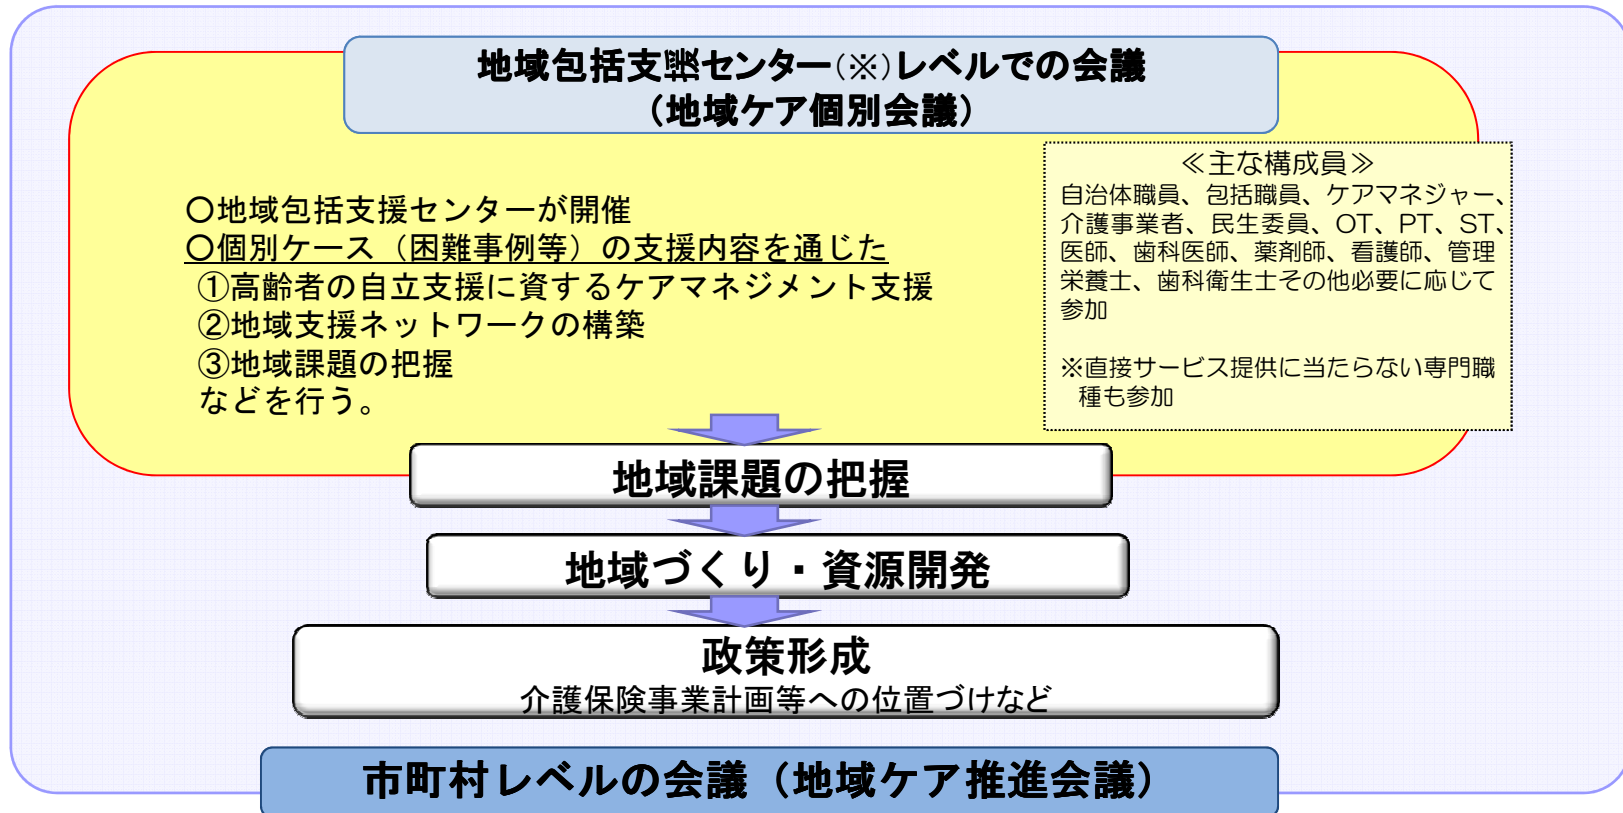 地域包括支援センター(※)レベルでの会議
(地域ケア個別会議)
≪主な構成員≫
自治体職員、包括職員、ケアマネジャー、
介護事業者、民生委員、OT、PT、ST、
医師、歯科医師、薬剤師、看護師、管理
栄養士、歯科衛生士その他必要に応じて
参加
※直接サービス提供に当たらない専門職
種も参加
〇地域包括支援センターが開催
〇個別ケース（困難事例等）の支援内容を通じた
①高齢者の自立支援に資するケアマネジメント支援
②地域支援ネットワークの構築
③地域課題の把握
などを行う。
地域課題の把握
地域づくり・資源開発
政策形成
介護保険事業計画等への位置づけなど
市町村レベルの会議（地域ケア推進会議）